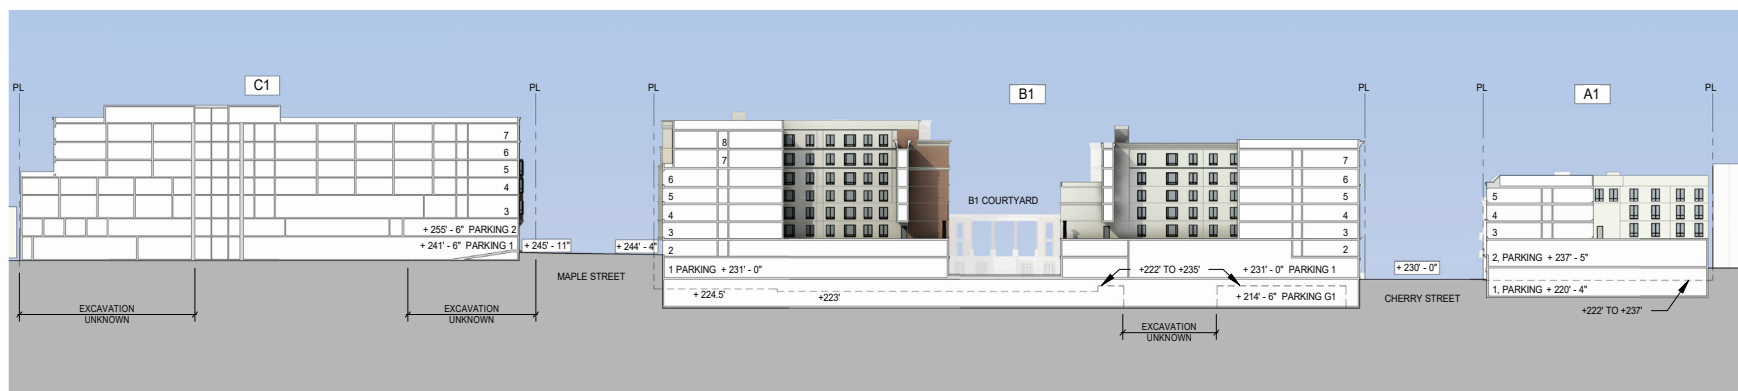 C1
B1
A1
PL
PL
PL
PL
PL
PL
7
6
5
4
3
+ 255' - 6" PARKING 2
+ 241' - 6" PARKING 1
+ 245' - 11"
+ 244' - 4"
MAPLE STREET
EXCAVATION
UNKNOWN
EXCAVATION
UNKNOWN
8
7
6
5
4
3
2
1 PARKING + 231' - 0"
+ 224.5'
+223'
B1 COURTYARD
7
6
5
4
3
2
+222' TO +235'
+ 231' - 0" PARKING 1
+ 214' - 6" PARKING G1
EXCAVATION
UNKNOWN
+ 230' - 0"
CHERRY STREET
5
4
3
2, PARKING + 237' - 5"
1, PARKING + 220' - 4"
+222' TO +237'